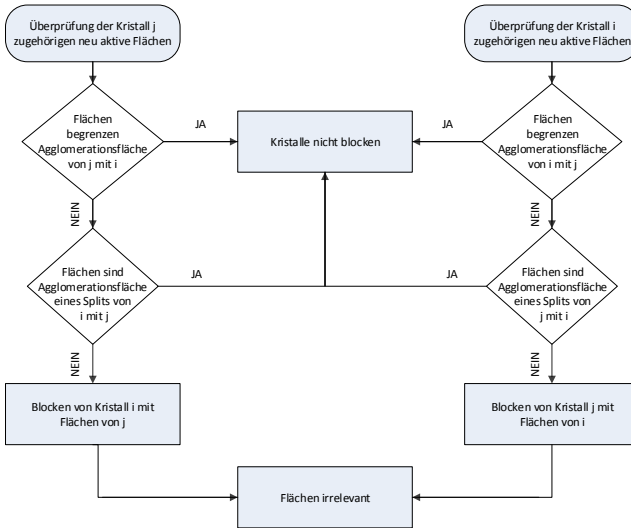 Überprüfung der Kristall j
zugehörigen neu aktive Flächen
Überprüfung der Kristall i
zugehörigen neu aktive Flächen
Flächen
begrenzen
Agglomerationsfläche
von j mit i
JA
Kristalle nicht blocken
JA
Flächen
begrenzen
Agglomerationsfläche
von i mit j
NEIN
NEIN
Flächen sind
Agglomerationsfläche
eines Splits von
i mit j
JA
JA
Flächen sind
Agglomerationsfläche
eines Splits von
j mit i
NEIN
NEIN
Blocken von Kristall i mit
Flächen von j
Blocken von Kristall j mit
Flächen von i
Flächen irrelevant